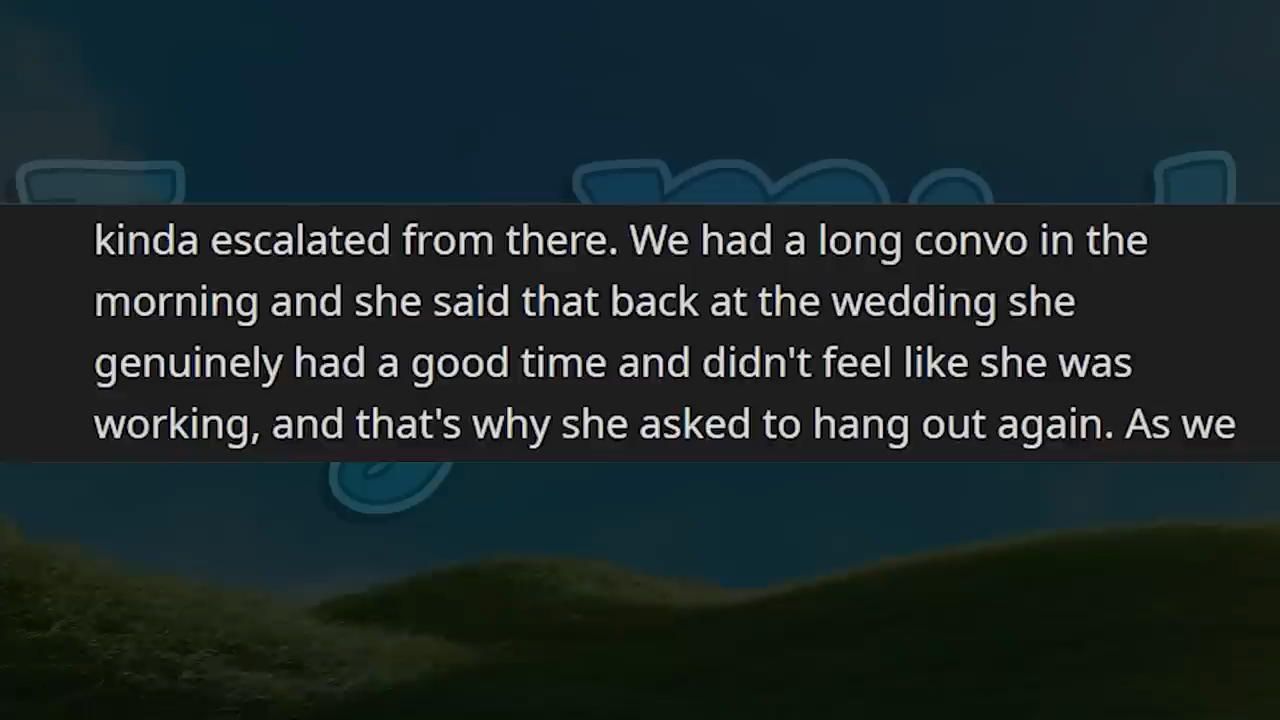 kinda escalated from there. We had a long convo in the
morning and she said that back at the wedding she
genuinely had a good time and didn't feel like she was
working, and that's why she asked to hang out again. As we